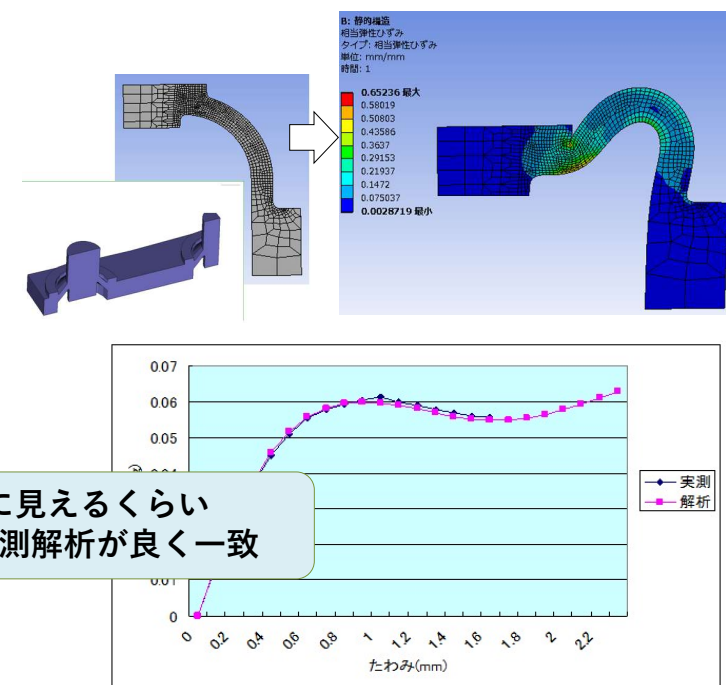 B: 静的構造
相当弾性ひずみ
タイプ: 相当弾性ひずみ
単位: mm/mm
時間: 1
0.65236 最大
0.58019
0.50803
0.43586
0.3637
0.29153
0.21937
0.1472
0.075037
0.0028719 最小
0.07
0.06
0.05
に見えるくらい
測解析が良く一致
0.01
0
実測
解析
0 0.2 0.4 0.6 0.8 1 1.2 1.4 1.6 1.8 2 2.2
たわみ(mm)